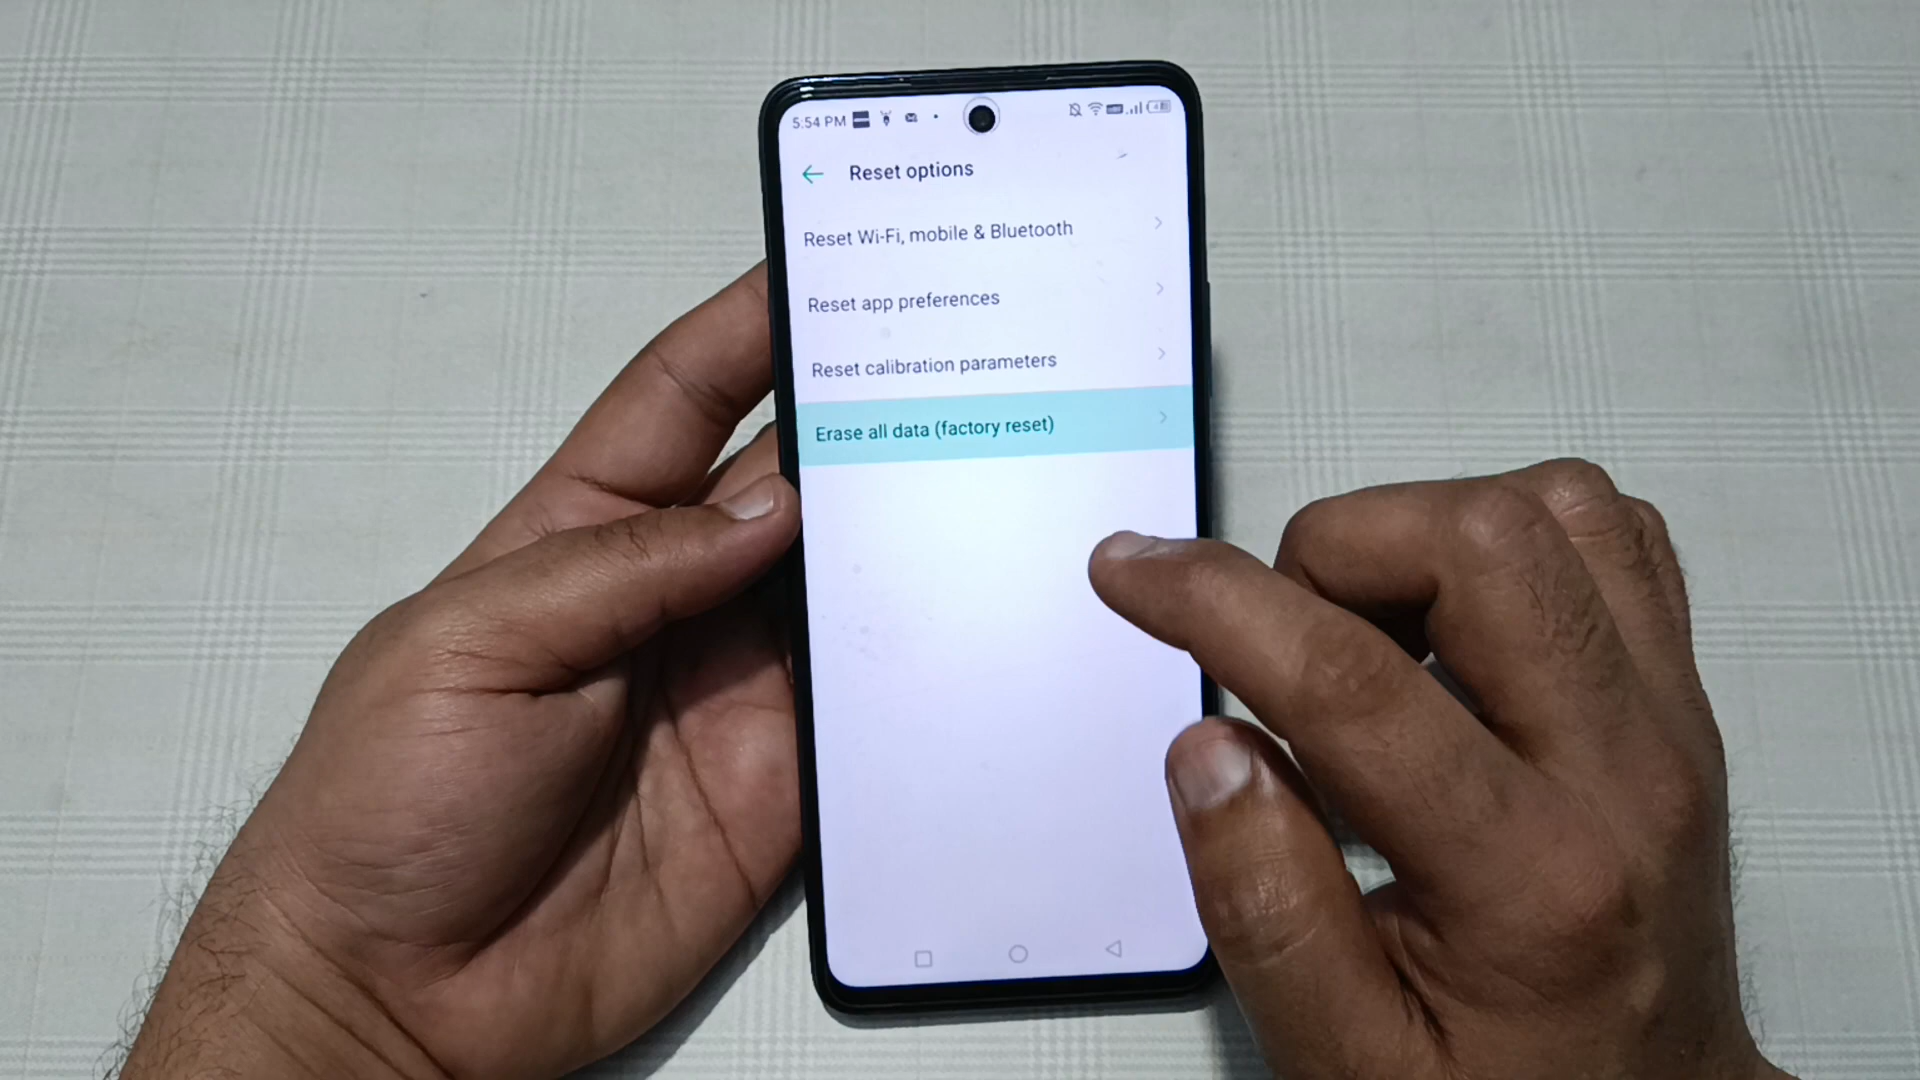 5:54 PM
Reset options
Reset Wi-Fi, mobile & Bluetooth
Reset app preferences
Reset calibration parameters
Erase all data (factory reset)